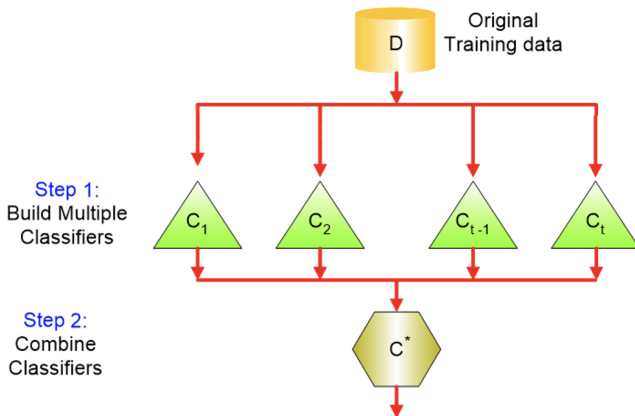 D
Original
Training data
Step 1:
Build Multiple
Classifiers
C₁
C₂
Cₜ₋₁
Cₜ
Step 2:
Combine
Classifiers
C*